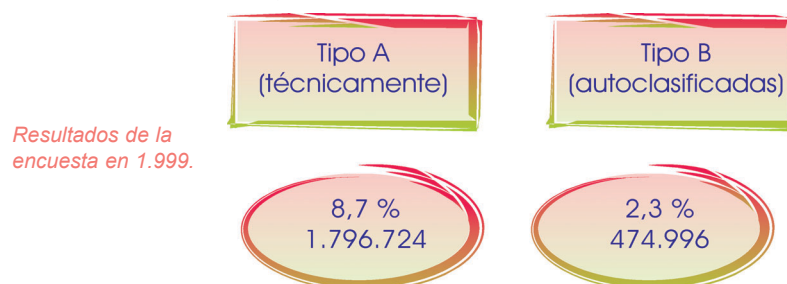 Tipo A
(técnicamente)
Tipo B
(autoclasificadas)
Resultados de la
encuesta en 1.999.
8,7 %
1.796.724
2,3 %
474.996